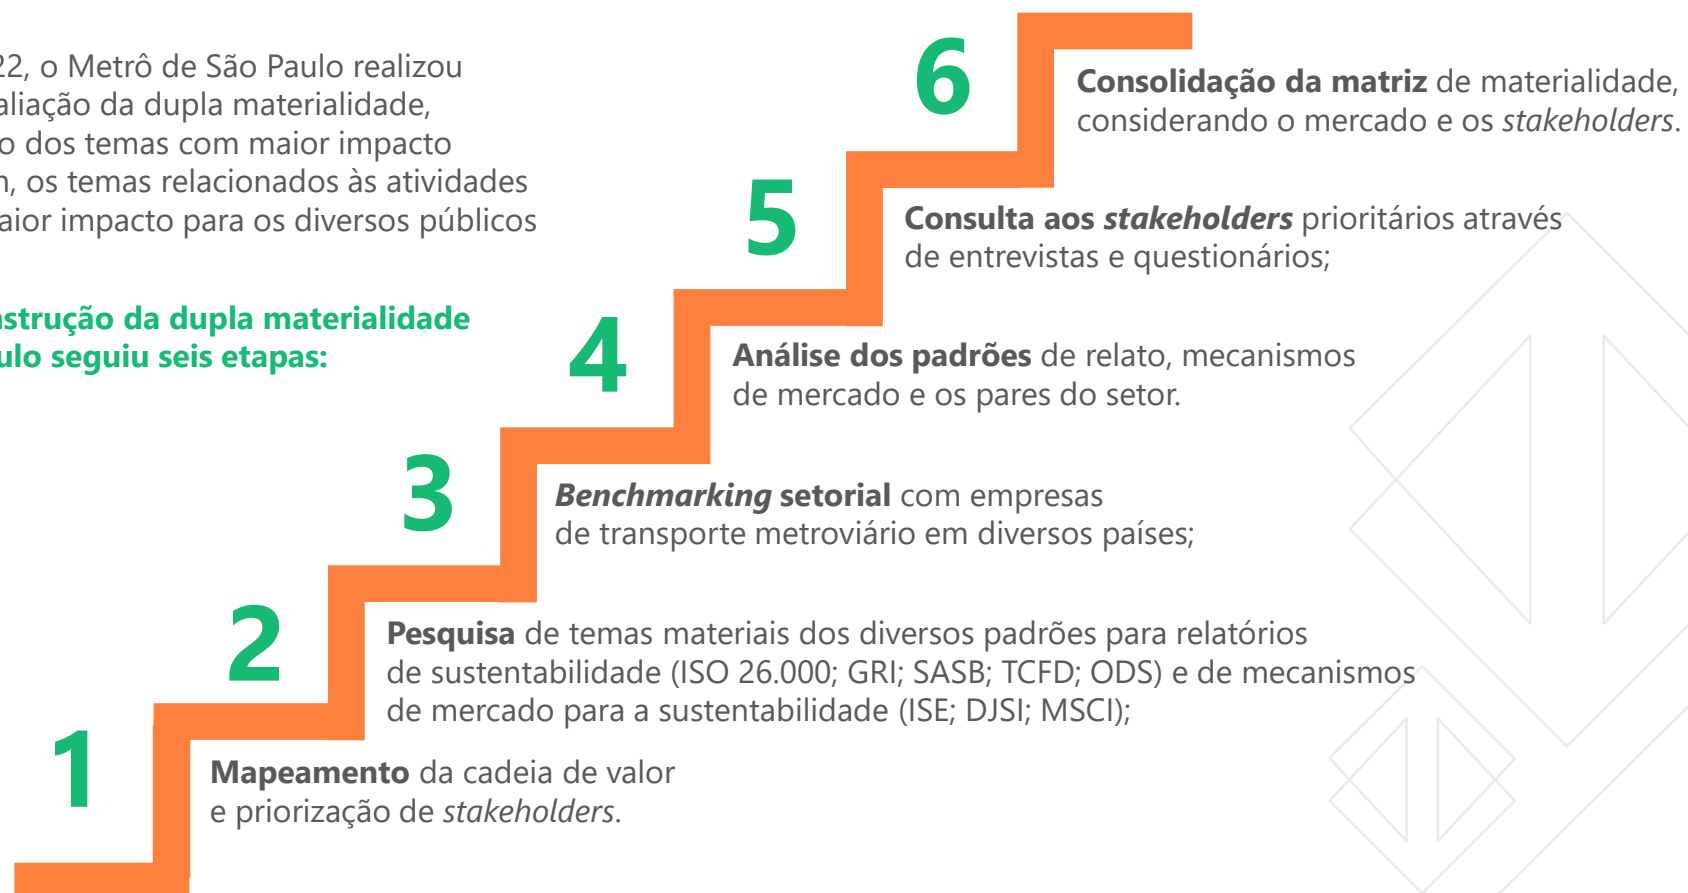 22, o Metrô de São Paulo realizou
aliação da dupla materialidade,
o dos temas com maior impacto
os temas relacionados às atividades
aior impacto para os diversos públicos
nstrução da dupla materialidade
ulo seguiu seis etapas:
6
Consolidação da matriz de materialidade,
considerando o mercado e os stakeholders.
5
Consulta aos stakeholders prioritários através
de entrevistas e questionários;
4
Análise dos padrões de relato, mecanismos
de mercado e os pares do setor.
3
Benchmarking setorial com empresas
de transporte metroviário em diversos países;
2
Pesquisa de temas materiais dos diversos padrões para relatórios
de sustentabilidade (ISO 26.000; GRI; SASB; TCFD; ODS) e de mecanismos
de mercado para a sustentabilidade (ISE; DJSI; MSCI);
1
Mapeamento da cadeia de valor
e priorização de stakeholders.